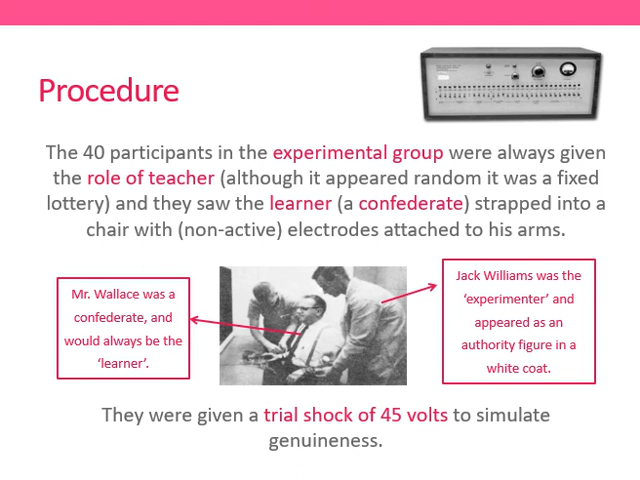 Procedure
The 40 participants in the experimental group were always given
the role of teacher (although it appeared random it was a fixed
lottery) and they saw the learner (a confederate) strapped into a
chair with (non-active) electrodes attached to his arms.
Mr. Wallace was a
confederate, and
would always be the
‘learner’.
Jack Williams was the
‘experimenter’ and
appeared as an
authority figure in a
white coat.
They were given a trial shock of 45 volts to simulate
genuineness.